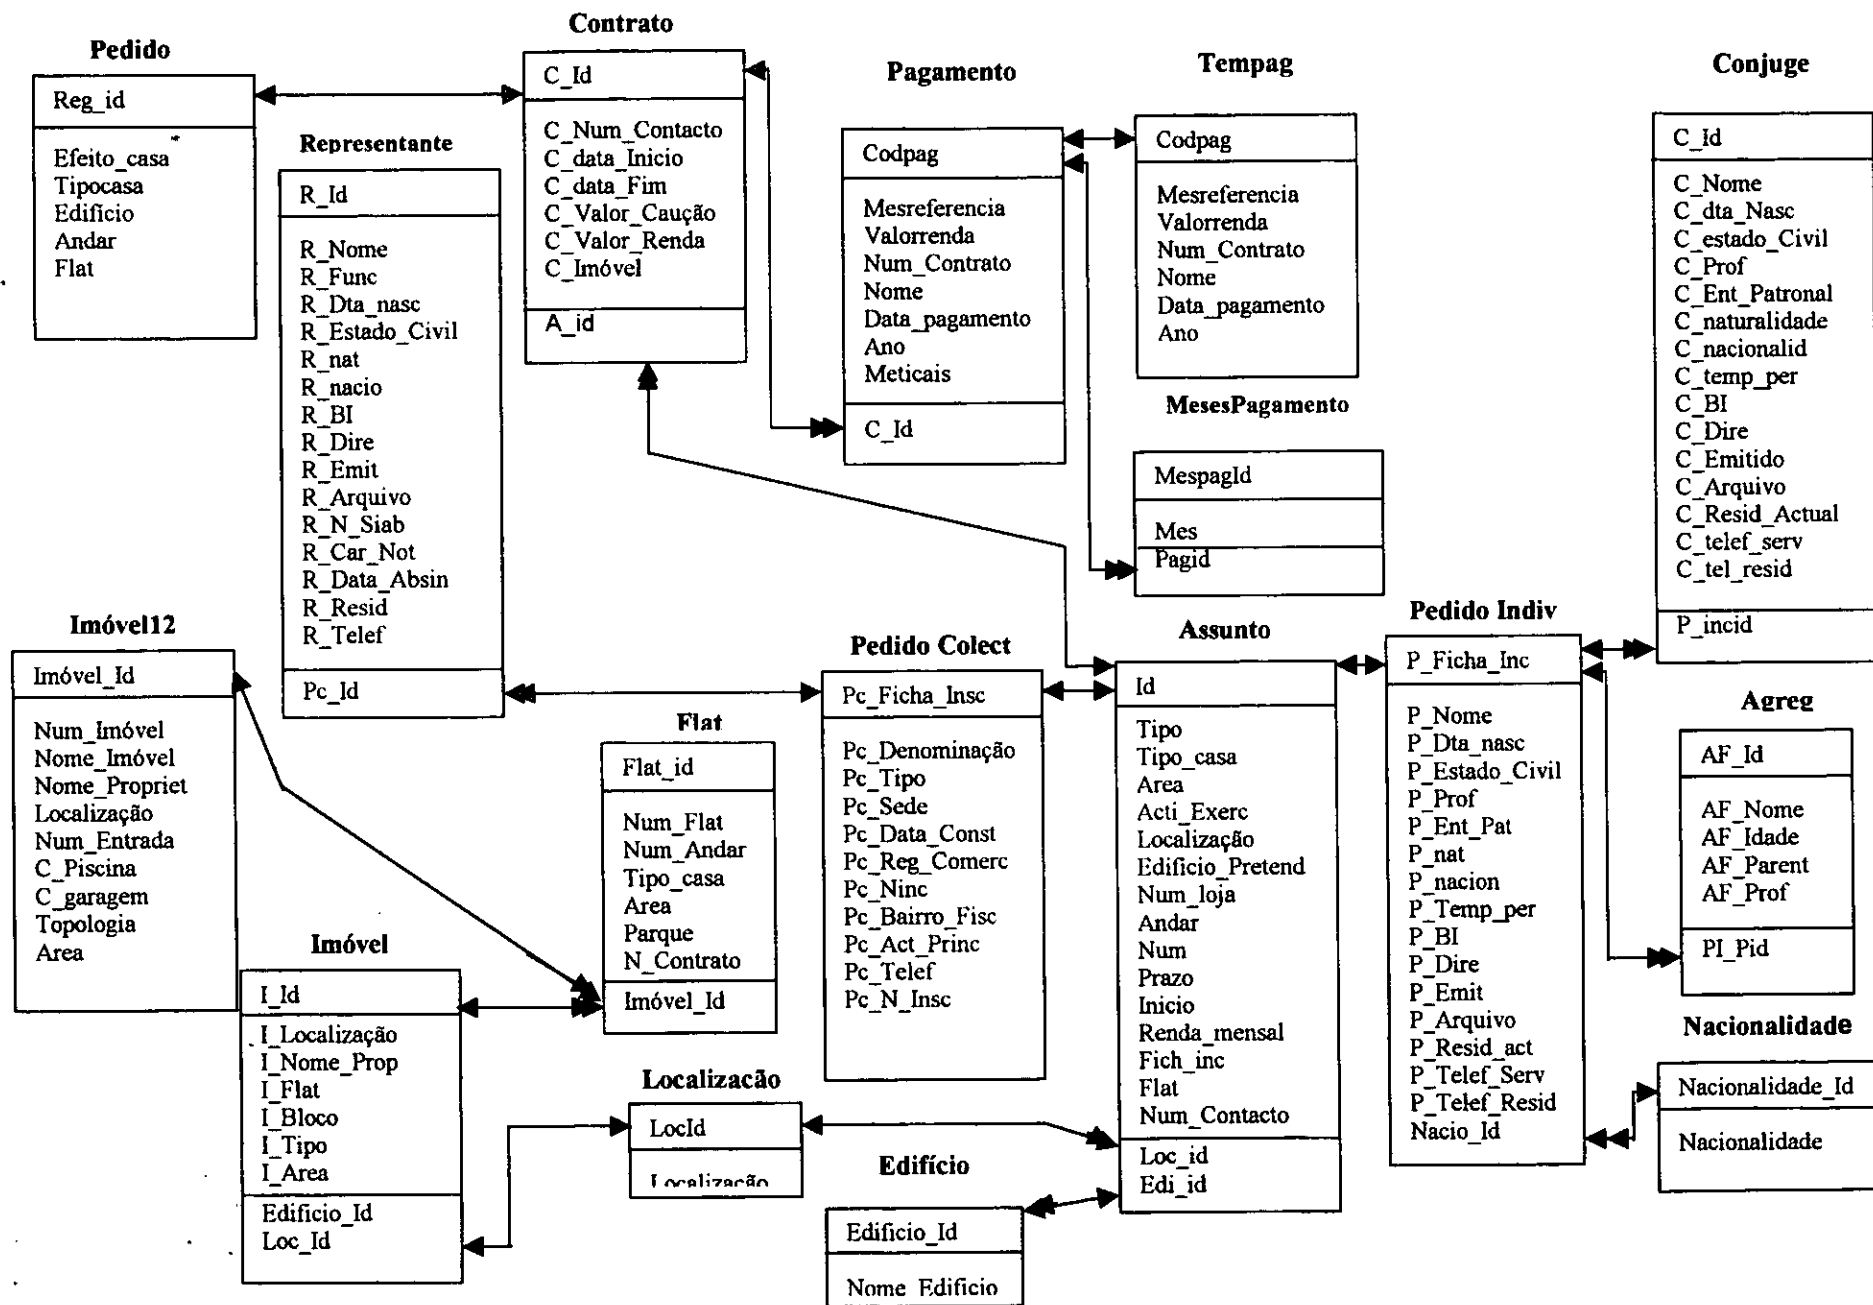 Pedido
Reg_id
Efeito_casa
Tipocasa
Edifício
Andar
Flat
Contrato
C_Id
C_Num_Contacto
C_data_Inicio
C_data_Fim
C_Valor_Caução
C_Valor_Renda
C_Imóvel
A_id
Representante
R_Id
R_Nome
R_Func
R_Dta_nasc
R_Estado_Civil
R_nat
R_nacio
R_BI
R_Dire
R_Emit
R_Arquivo
R_N_Siab
R_Car_Not
R_Data_Absin
R_Resid
R_Telef
Pc_Id
Pagamento
Codpag
Mesreferencia
Valorrenda
Num_Contrato
Nome
Data_pagamento
Ano
Meticais
C_Id
Tempag
Codpag
Mesreferencia
Valorrenda
Num_Contrato
Nome
Data_pagamento
Ano
MesesPagamento
MespagId
Mes
Pagid
Conjuge
C_Id
C_Nome
C_dta_Nasc
C_estado_Civil
C_Prof
C_Ent_Patronal
C_naturalidade
C_nacionalid
C_temp_per
C_BI
C_Dire
C_Emitido
C_Arquivo
C_Resid_Actual
C_telef_serv
C_tel_resid
P_incid
Imóvel12
Imóvel_Id
Num_Imóvel
Nome_Imóvel
Nome_Propriet
Localização
Num_Entrada
C_Piscina
C_garagem
Topologia
Area
Imóvel
I_Id
I_Localização
I_Nome_Prop
I_Flat
I_Bloco
I_Tipo
I_Area
Edificio_Id
Loc_Id
Flat
Flat_id
Num_Flat
Num_Andar
Tipo_casa
Area
Parque
N_Contrato
Imóvel_Id
Localização
LocId
Localização
Pedido Colect
Pc_Ficha_Insc
Pc_Denominação
Pc_Tipo
Pc_Sede
Pc_Data_Const
Pc_Reg_Comerc
Pc_Ninc
Pc_Bairro_Fisc
Pc_Act_Princ
Pc_Telef
Pc_N_Insc
Edifício
Edificio_Id
Nome_Edificio
Assunto
Id
Tipo
Tipo_casa
Area
Acti_Exerc
Localização
Edificio_Pretend
Num_loja
Andar
Num
Prazo
Inicio
Renda_mensal
Fich_inc
Flat
Num_Contacto
Loc_id
Edi_id
Pedido Indiv
P_Ficha_Inc
P_Nome
P_Dta_nasc
P_Estado_Civil
P_Prof
P_Ent_Pat
P_nat
P_nacion
P_Temp_per
P_BI
P_Dire
P_Emit
P_Arquivo
P_Resid_act
P_Telef_Serv
P_Telef_Resid
Nacio_Id
Agreg
AF_Id
AF_Nome
AF_Idade
AF_Parent
AF_Prof
PI_Pid
Nacionalidade
Nacionalidade_Id
Nacionalidade